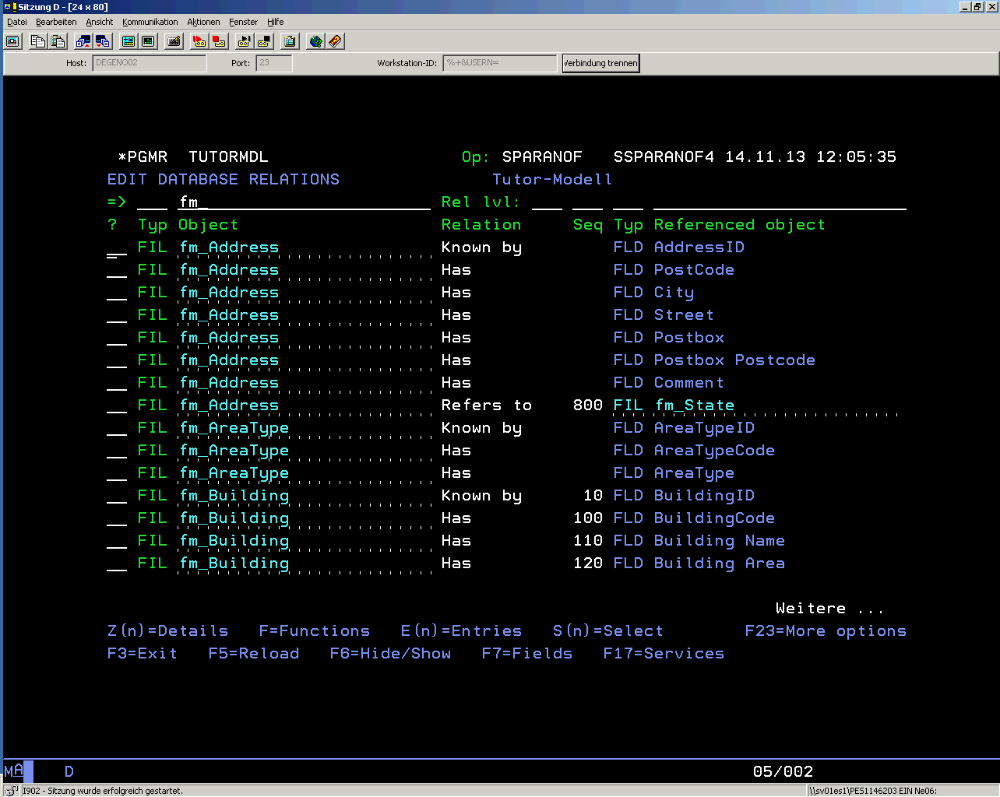 Sitzung D - [24 x 80]
Datei Bearbeiten Ansicht Kommunikation Aktionen Fenster Hilfe
Host: DEGENO02 Port: 23 Workstation-ID: %+&USERN= Verbindung trennen
*PGMR TUTORMDL Op: SPARANOF SSPARANOF4 14.11.13 12:05:35
EDIT DATABASE RELATIONS Tutor-Modell
=> fm_ Rel lvl:
? Typ Object Relation Seq Typ Referenced object
FIL fm_Address Known by FLD AddressID
FIL fm_Address Has FLD PostCode
FIL fm_Address Has FLD City
FIL fm_Address Has FLD Street
FIL fm_Address Has FLD Postbox
FIL fm_Address Has FLD Postbox Postcode
FIL fm_Address Has FLD Comment
FIL fm_Address Refers to 800 FIL fm_State
FIL fm_AreaType Known by FLD AreaTypeID
FIL fm_AreaType Has FLD AreaTypeCode
FIL fm_AreaType Has FLD AreaType
FIL fm_Building Known by 10 FLD BuildingID
FIL fm_Building Has 100 FLD BuildingCode
FIL fm_Building Has 110 FLD Building Name
FIL fm_Building Has 120 FLD Building Area
Weitere ...
Z(n)=Details F=Functions E(n)=Entries S(n)=Select F23=More options
F3=Exit F5=Reload F6=Hide/Show F7=Fields F17=Services
MA D 05/002
I902 - Sitzung wurde erfolgreich gestartet. \\sv01es1\PES1146203 EIN Ne06: